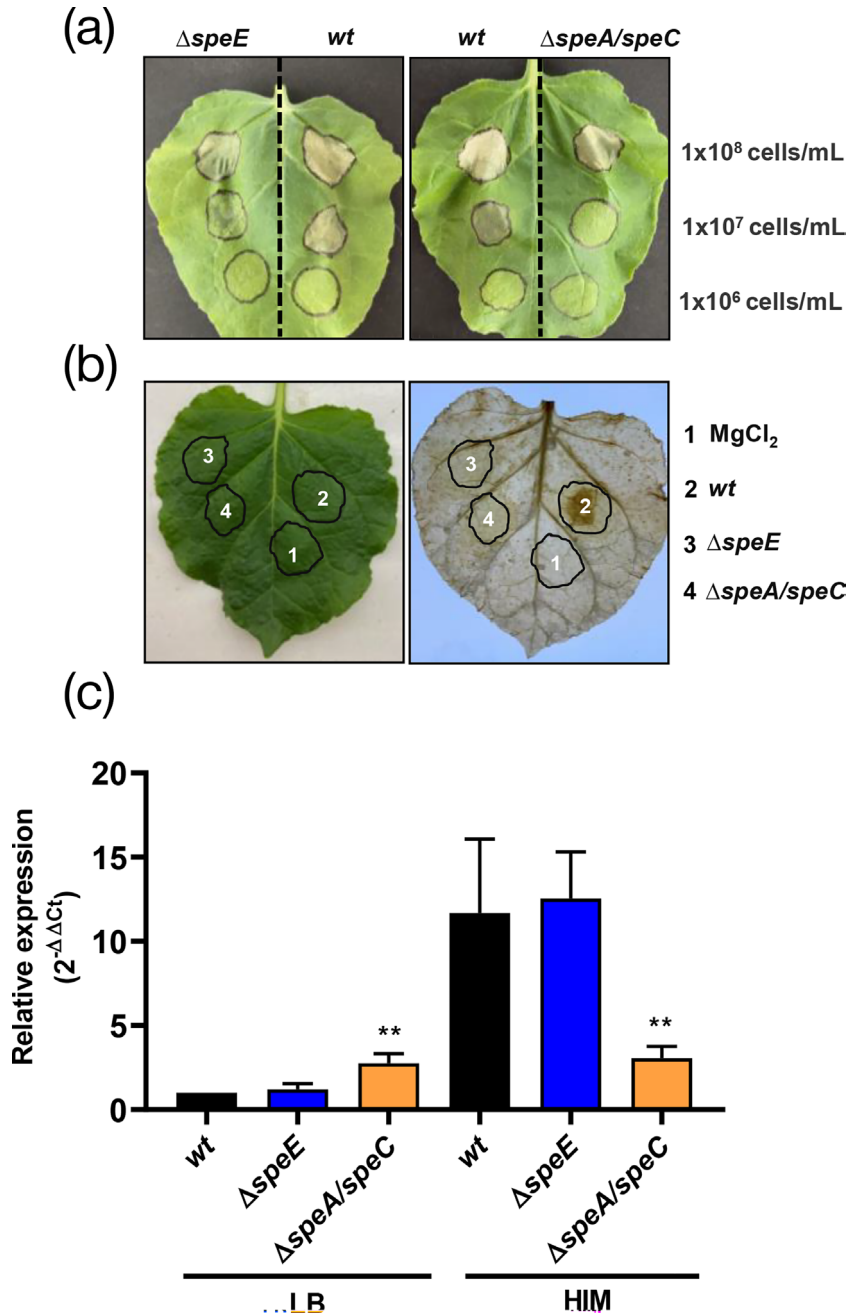 (a)
ΔspeE wt wt ΔspeA/speC
1x10⁸ cells/mL
1x10⁷ cells/mL
1x10⁶ cells/mL
(b)
3 4 2 1
3 4 2 1
1 MgCl₂
2 wt
3 ΔspeE
4 ΔspeA/speC
(c)
Relative expression
(2^-ΔΔCt)
20
15
10
5
0
** **
wt ΔspeE ΔspeA/speC wt ΔspeE ΔspeA/speC
LB HIM